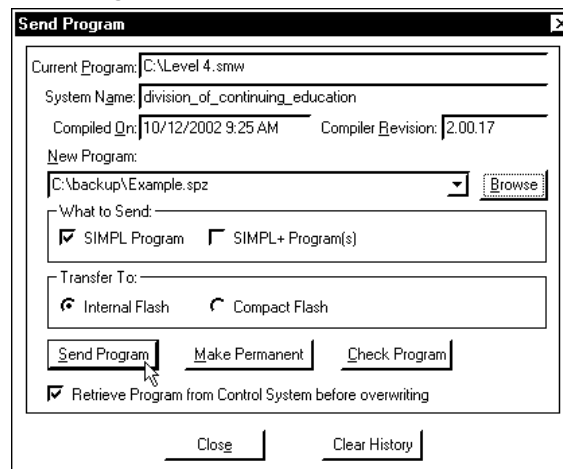 Send Program
Current Program: C:\Level 4.smw
System Name: division_of_continuing_education
Compiled On: 10/12/2002 9:25 AM Compiler Revision: 2.00.17
New Program:
C:\backup\Example.spz Browse
What to Send:
SIMPL Program SIMPL+ Program(s)
Transfer To:
Internal Flash Compact Flash
Send Program Make Permanent Check Program
Retrieve Program from Control System before overwriting
Close Clear History